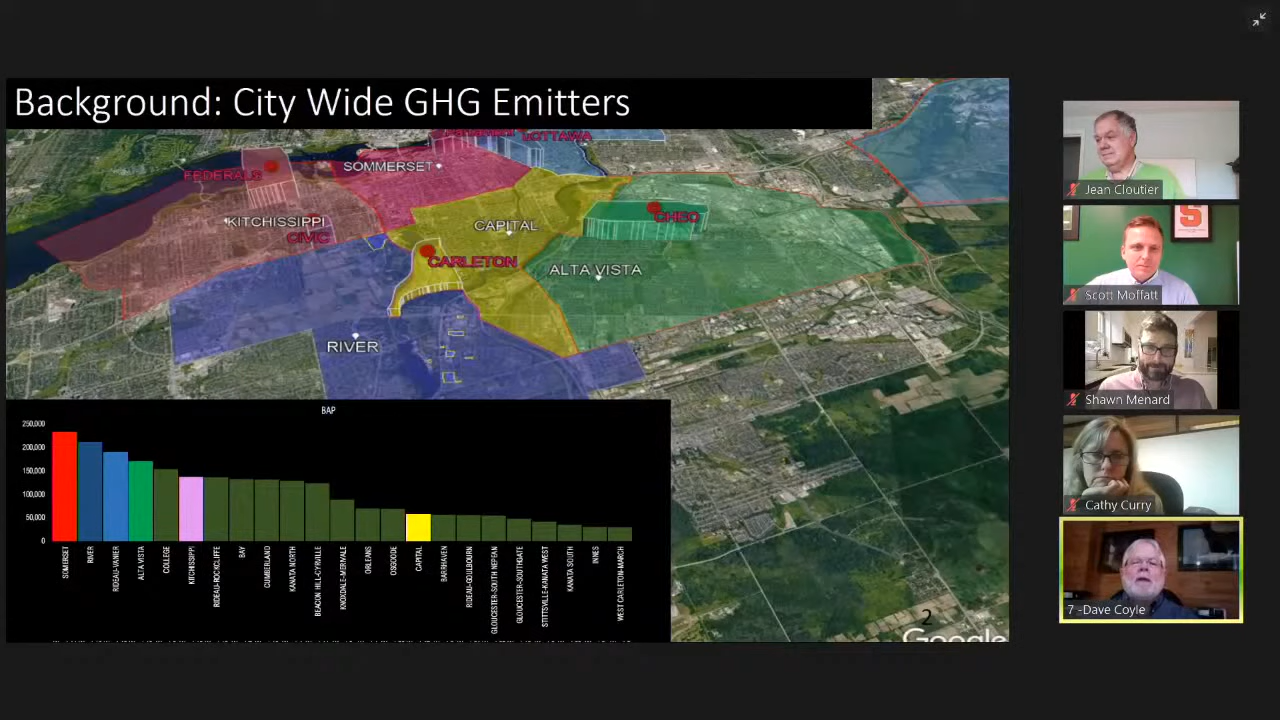 Background: City Wide GHG Emitters
OTTAWA
SOMMERSET
FEDERALS
CHEO
KITCHISSIPPI
CAPITAL
CIVIC
CARLETON
ALTA VISTA
RIVER
BAP
250,000
200,000
150,000
100,000
50,000
0
SOMERSET
RIVER
RIDEAU-VANIER
ALTA VISTA
COLLEGE
KITCHISSIPPI
RIDEAU-ROCKCLIFFE
BAY
CUMBERLAND
KANATA NORTH
BEACON HILL-CYRVILLE
KNOXDALE-MERIVALE
ORLEANS
OSGOODE
CAPITAL
BARRHAVEN
RIDEAU-GOULBOURN
GLOUCESTER-SOUTH NEPEAN
GLOUCESTER-SOUTHGATE
STITTSVILLE-KANATA WEST
KANATA SOUTH
INNES
WEST CARLETON-MARCH
2
Google
Jean Cloutier
S
Scott Moffatt
Shawn Menard
Cathy Curry
7 -Dave Coyle